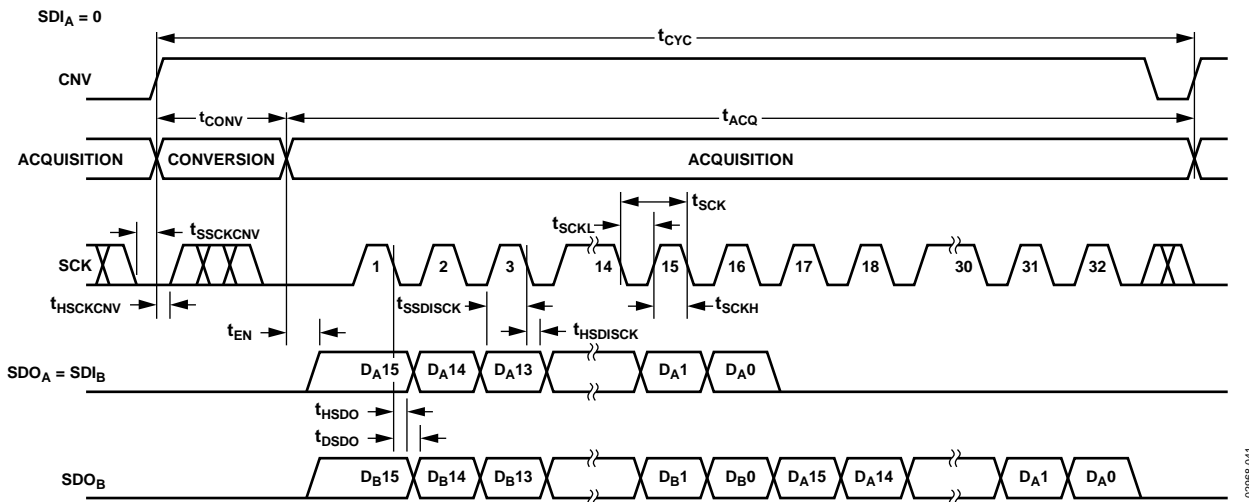 SDIA = 0
tCYC
CNV
tCONV
tACQ
ACQUISITION CONVERSION ACQUISITION
tSCK
tSCKL
tSSCKCNV
SCK 1 2 3 14 15 16 17 18 30 31 32
tHSCKCNV
tSSDISCK
tSCKH
tEN
tHSDISCK
SDOA = SDIB DA15 DA14 DA13 DA1 DA0
tHSDO
tDSDO
SDOB DB15 DB14 DB13 DB1 DB0 DA15 DA14 DA1 DA0